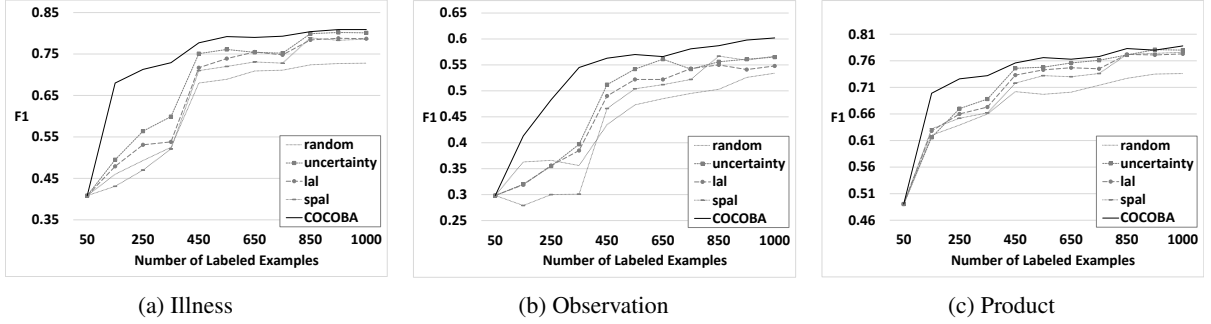 0.85
0.75
0.65
F1
0.55
0.45
0.35
random
uncertainty
lal
spal
COCOBA
50 250 450 650 850 1000
Number of Labeled Examples
(a) Illness
0.65
0.6
0.55
0.5
F1
0.45
0.4
0.35
0.3
0.25
random
uncertainty
lal
spal
COCOBA
50 250 450 650 850 1000
Number of Labeled Examples
(b) Observation
0.81
0.76
0.71
0.66
F1
0.61
0.56
0.51
0.46
random
uncertainty
lal
spal
COCOBA
50 250 450 650 850 1000
Number of Labeled Examples
(c) Product